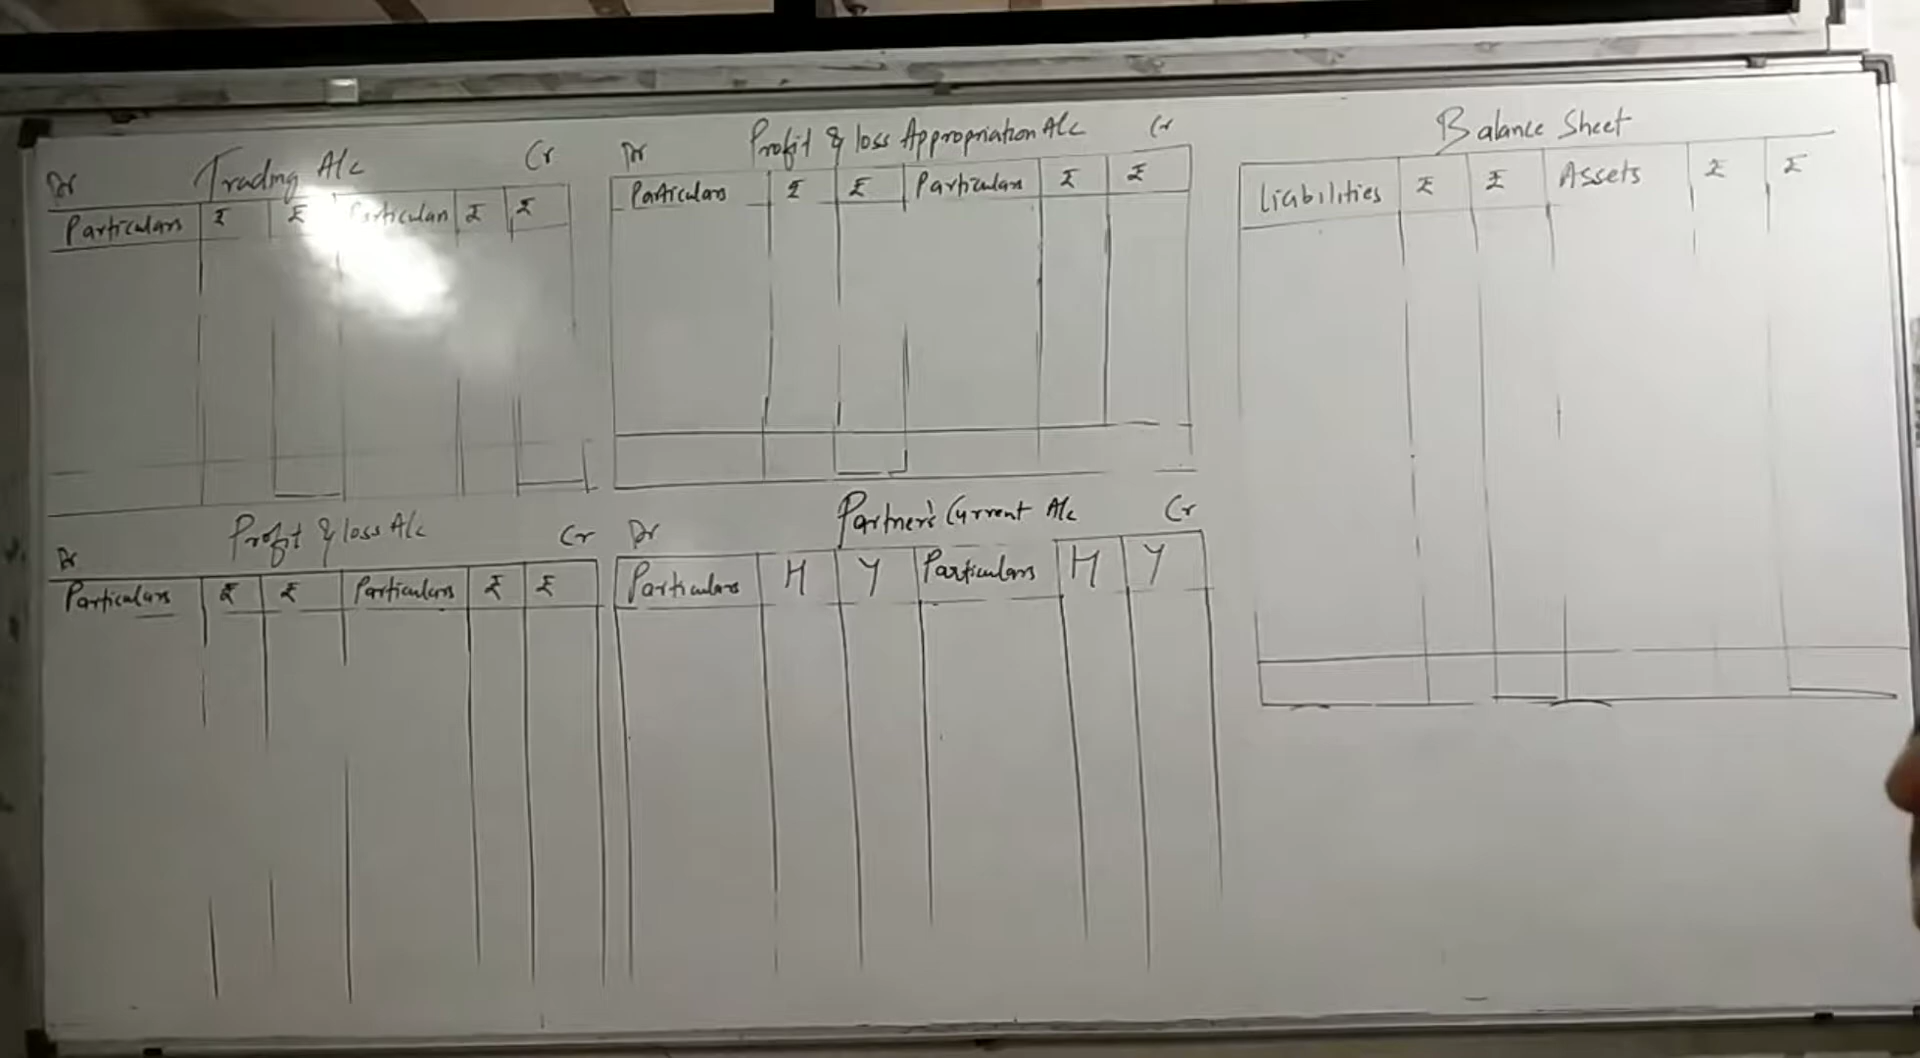 Dr Trading A/c Cr
Particulars ₹ ₹ Particulars ₹ ₹
Dr Profit & loss Appropriation A/c Cr
Particulars ₹ ₹ Particulars ₹ ₹
Balance Sheet
Liabilities ₹ ₹ Assets ₹ ₹
Dr Profit & loss A/c Cr
Particulars ₹ ₹ Particulars ₹ ₹
Dr Partner's Current A/c Cr
Particulars H Y Particulars H Y